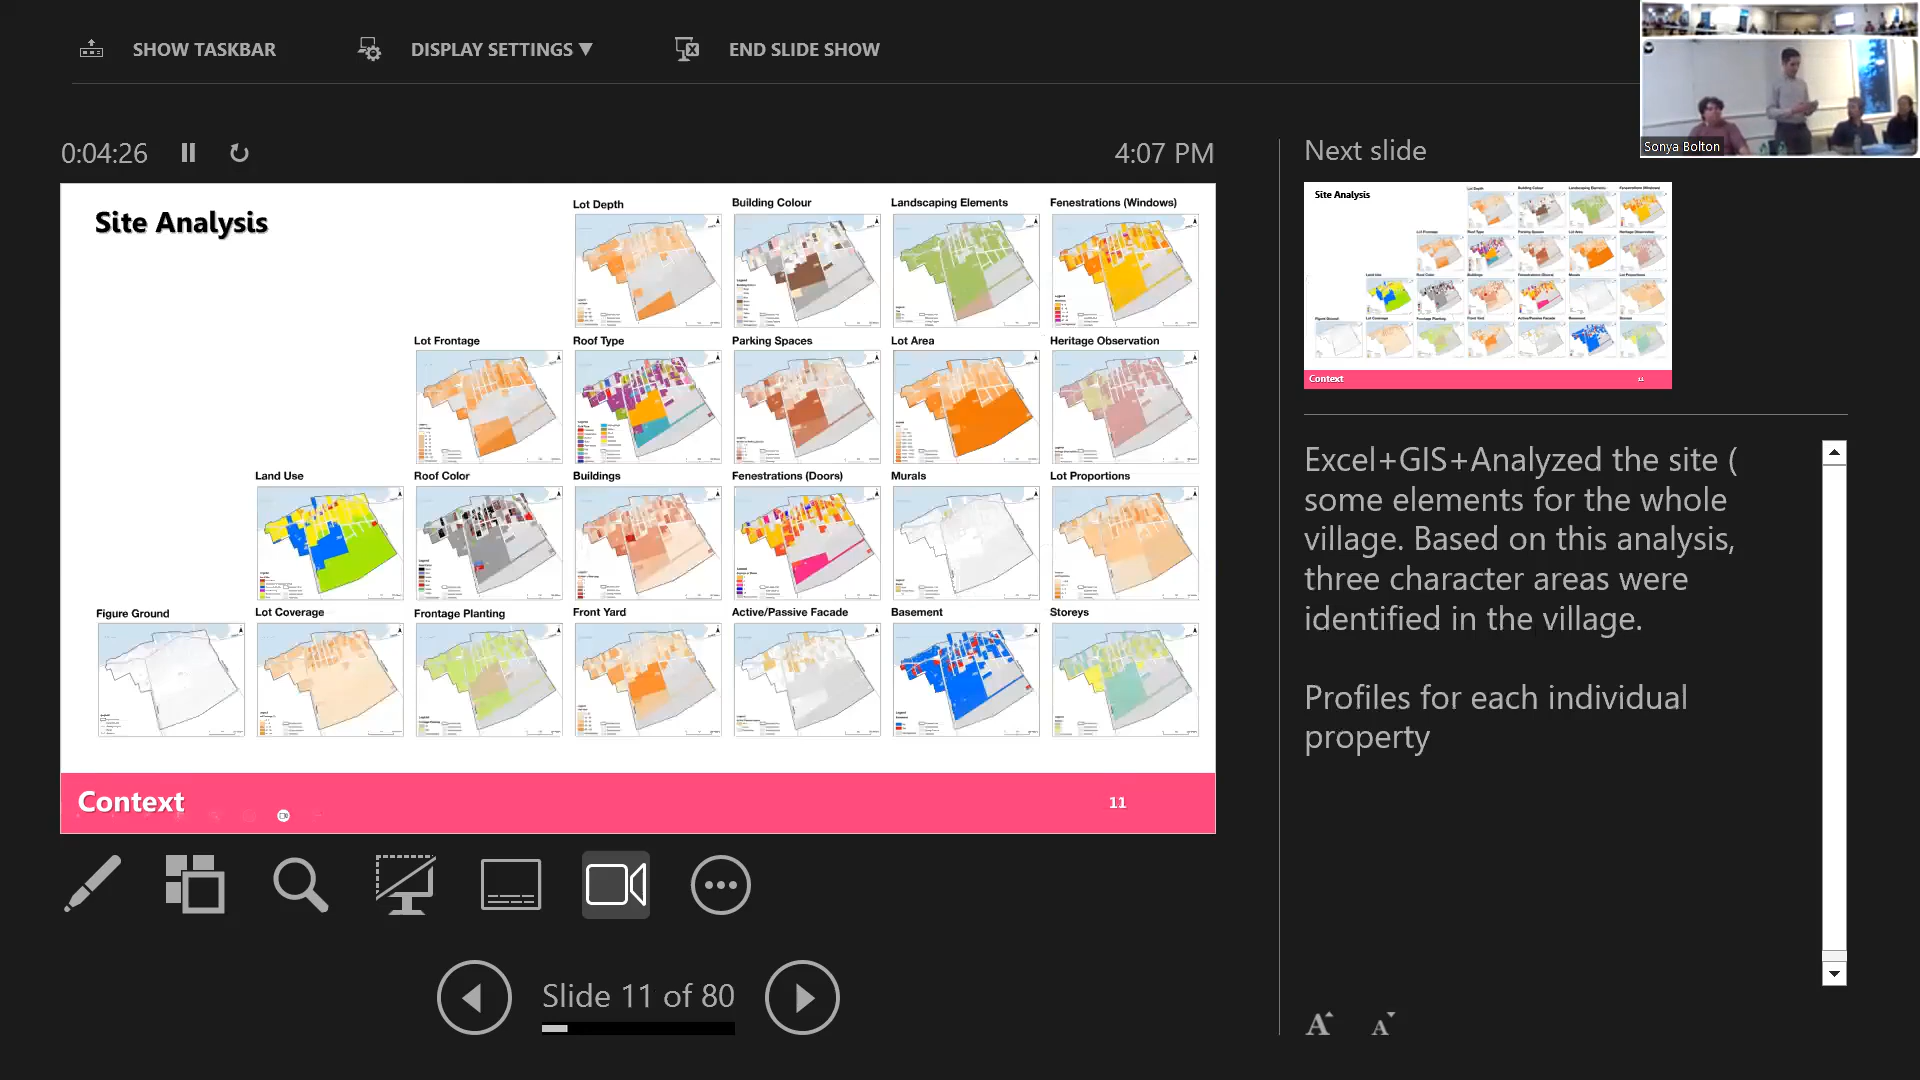 SHOW TASKBAR
DISPLAY SETTINGS ▼
END SLIDE SHOW
Sonya Bolton
0:04:26
4:07 PM
Next slide
Site Analysis
Lot Depth
Building Colour
Landscaping Elements
Fenestrations (Windows)
Lot Frontage
Roof Type
Parking Spaces
Lot Area
Heritage Observation
Land Use
Roof Color
Buildings
Fenestrations (Doors)
Murals
Lot Proportions
Figure Ground
Lot Coverage
Frontage Planting
Front Yard
Active/Passive Facade
Basement
Storeys
Context
11
Site Analysis
Context
11
Excel+GIS+Analyzed the site (
some elements for the whole
village. Based on this analysis,
three character areas were
identified in the village.
Profiles for each individual
property
Slide 11 of 80
A
A